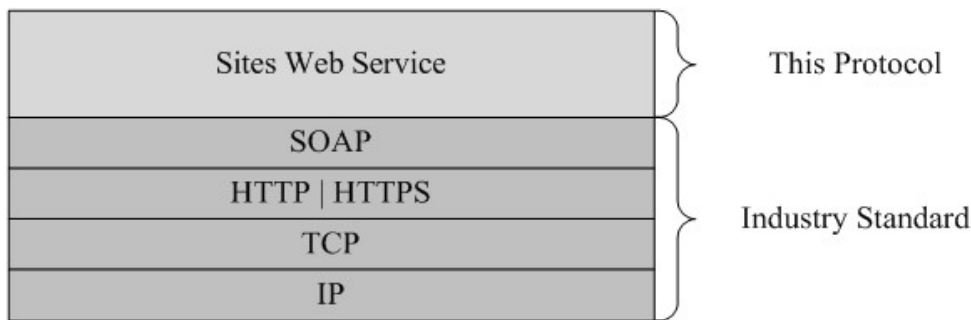 Sites Web Service
This Protocol
SOAP
HTTP | HTTPS
TCP
IP
Industry Standard